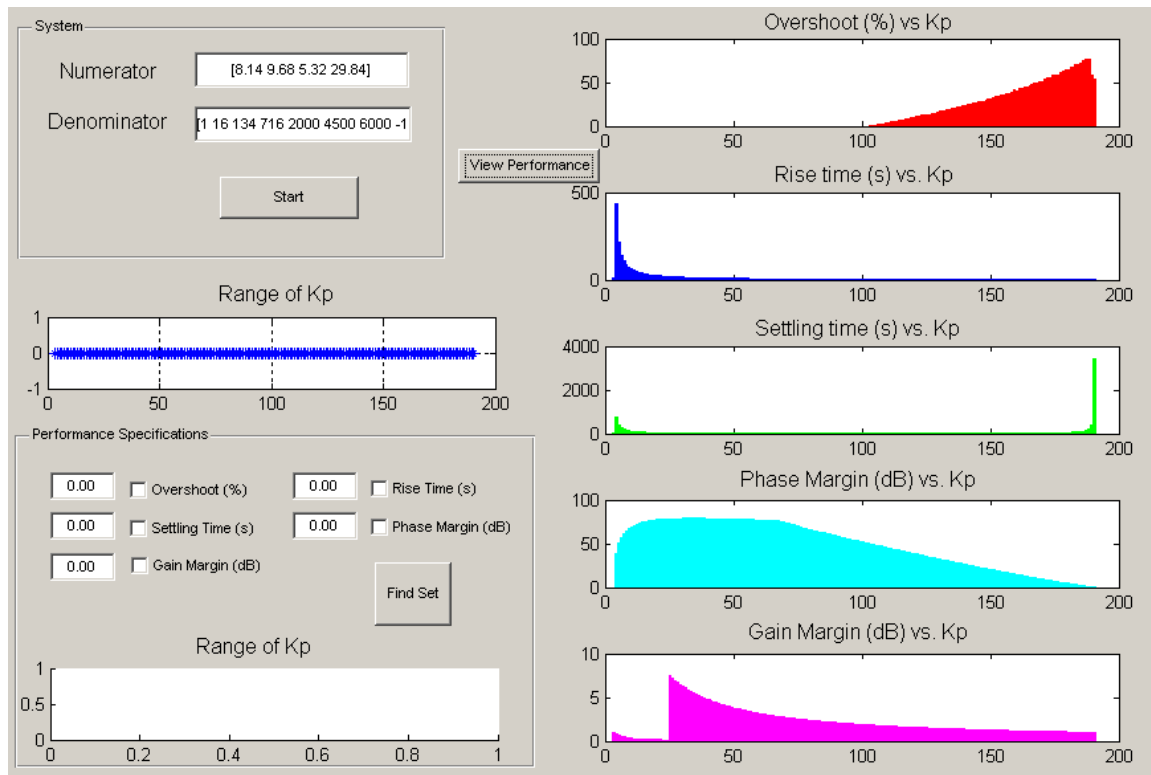 System
Numerator
[8.14 9.68 5.32 29.84]
Denominator
[1 16 134 716 2000 4500 6000 -1
Start
View Performance
Range of Kp
1
0
-1
0 50 100 150 200
Performance Specifications
0.00 Overshoot (%) 0.00 Rise Time (s)
0.00 Settling Time (s) 0.00 Phase Margin (dB)
0.00 Gain Margin (dB)
Find Set
Range of Kp
1
0.5
0
0 0.2 0.4 0.6 0.8 1
Overshoot (%) vs Kp
100
50
0
0 50 100 150 200
Rise time (s) vs. Kp
500
0
0 50 100 150 200
Settling time (s) vs. Kp
4000
2000
0
0 50 100 150 200
Phase Margin (dB) vs. Kp
100
50
0
0 50 100 150 200
Gain Margin (dB) vs. Kp
10
5
0
0 50 100 150 200